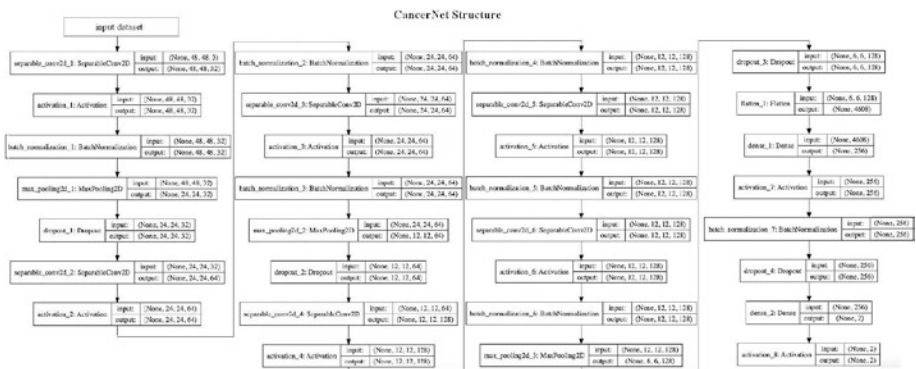 CancerNet Structure
input dataset
separable_conv2d_1: SeparableConv2D
input: (None, 48, 48, 3)
output: (None, 48, 48, 32)
activation_1: Activation
input: (None, 48, 48, 32)
output: (None, 48, 48, 32)
batch_normalization_1: BatchNormalization
input: (None, 48, 48, 32)
output: (None, 48, 48, 32)
max_pooling2d_1: MaxPooling2D
input: (None, 48, 48, 32)
output: (None, 24, 24, 32)
dropout_1: Dropout
input: (None, 24, 24, 32)
output: (None, 24, 24, 32)
separable_conv2d_2: SeparableConv2D
input: (None, 24, 24, 32)
output: (None, 24, 24, 64)
activation_2: Activation
input: (None, 24, 24, 64)
output: (None, 24, 24, 64)
batch_normalization_2: BatchNormalization
input: (None, 24, 24, 64)
output: (None, 24, 24, 64)
separable_conv2d_3: SeparableConv2D
input: (None, 24, 24, 64)
output: (None, 24, 24, 64)
activation_3: Activation
input: (None, 24, 24, 64)
output: (None, 24, 24, 64)
batch_normalization_3: BatchNormalization
input: (None, 24, 24, 64)
output: (None, 24, 24, 64)
max_pooling2d_2: MaxPooling2D
input: (None, 24, 24, 64)
output: (None, 12, 12, 64)
dropout_2: Dropout
input: (None, 12, 12, 64)
output: (None, 12, 12, 64)
separable_conv2d_4: SeparableConv2D
input: (None, 12, 12, 64)
output: (None, 12, 12, 128)
activation_4: Activation
input: (None, 12, 12, 128)
output: (None, 12, 12, 128)
batch_normalization_4: BatchNormalization
input: (None, 12, 12, 128)
output: (None, 12, 12, 128)
separable_conv2d_5: SeparableConv2D
input: (None, 12, 12, 128)
output: (None, 12, 12, 128)
activation_5: Activation
input: (None, 12, 12, 128)
output: (None, 12, 12, 128)
batch_normalization_5: BatchNormalization
input: (None, 12, 12, 128)
output: (None, 12, 12, 128)
separable_conv2d_6: SeparableConv2D
input: (None, 12, 12, 128)
output: (None, 12, 12, 128)
activation_6: Activation
input: (None, 12, 12, 128)
output: (None, 12, 12, 128)
batch_normalization_6: BatchNormalization
input: (None, 12, 12, 128)
output: (None, 12, 12, 128)
max_pooling2d_3: MaxPooling2D
input: (None, 12, 12, 128)
output: (None, 6, 6, 128)
dropout_3: Dropout
input: (None, 6, 6, 128)
output: (None, 6, 6, 128)
flatten_1: Flatten
input: (None, 6, 6, 128)
output: (None, 4608)
dense_1: Dense
input: (None, 4608)
output: (None, 256)
activation_7: Activation
input: (None, 256)
output: (None, 256)
batch_normalization_7: BatchNormalization
input: (None, 256)
output: (None, 256)
dropout_4: Dropout
input: (None, 256)
output: (None, 256)
dense_2: Dense
input: (None, 256)
output: (None, 2)
activation_8: Activation
input: (None, 2)
output: (None, 2)